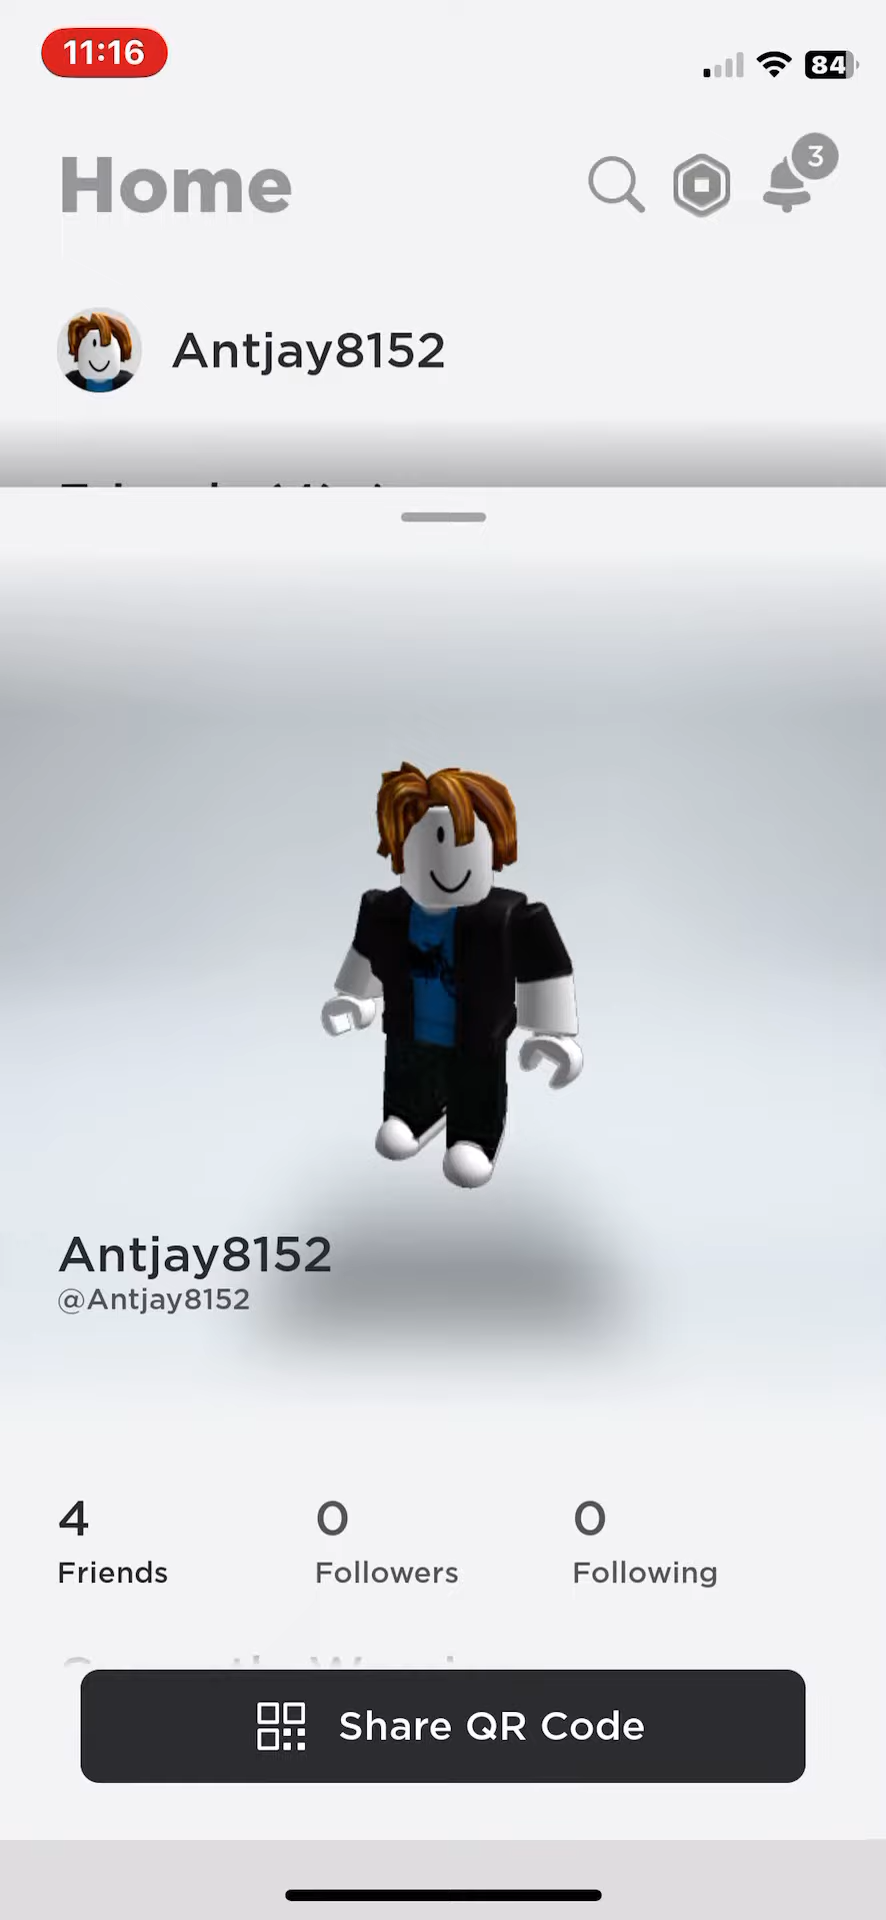 11:16
84
Home
3
Antjay8152
Antjay8152
@Antjay8152
4
0
0
Friends
Followers
Following
Share QR Code